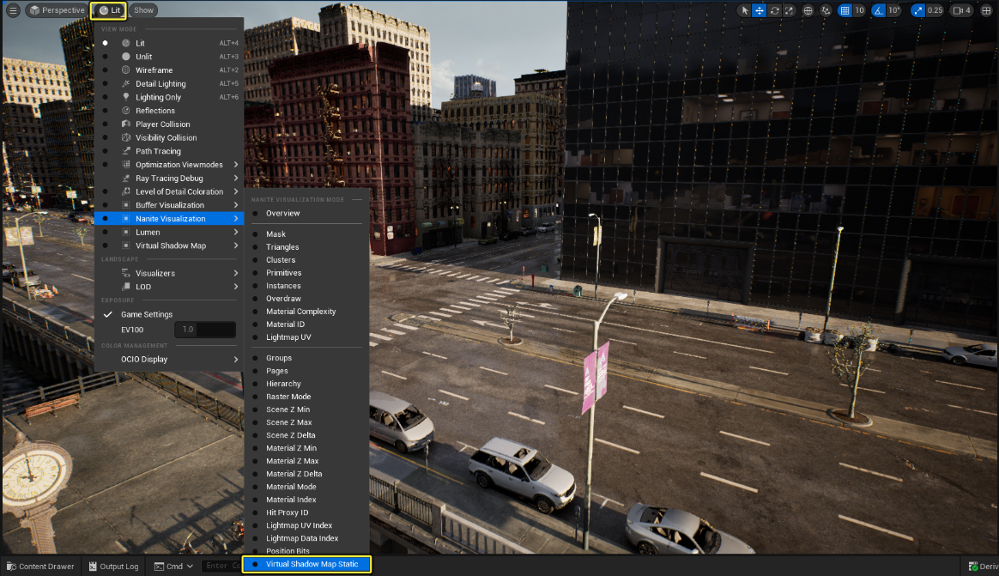 Perspective Lit Show
10 10° 0.25 4
VIEW MODE
Lit ALT+4
Unlit ALT+3
Wireframe ALT+2
Detail Lighting ALT+5
Lighting Only ALT+6
Reflections
Player Collision
Visibility Collision
Path Tracing
Optimization Viewmodes
Ray Tracing Debug
Level of Detail Coloration
Buffer Visualization
Nanite Visualization
Lumen
Virtual Shadow Map
LANDSCAPE
Visualizers
LOD
EXPOSURE
Game Settings
EV100 1.0
COLOR MANAGEMENT
OCIO Display
NANITE VISUALIZATION MODE
Overview
Mask
Triangles
Clusters
Primitives
Instances
Overdraw
Material Complexity
Material ID
Lightmap UV
Groups
Pages
Hierarchy
Raster Mode
Scene Z Min
Scene Z Max
Scene Z Delta
Material Z Min
Material Z Max
Material Z Delta
Material Mode
Material Index
Hit Proxy ID
Lightmap UV Index
Lightmap Data Index
Position Bits
Virtual Shadow Map Static
Content Drawer Output Log Cmd Enter Co Deriv